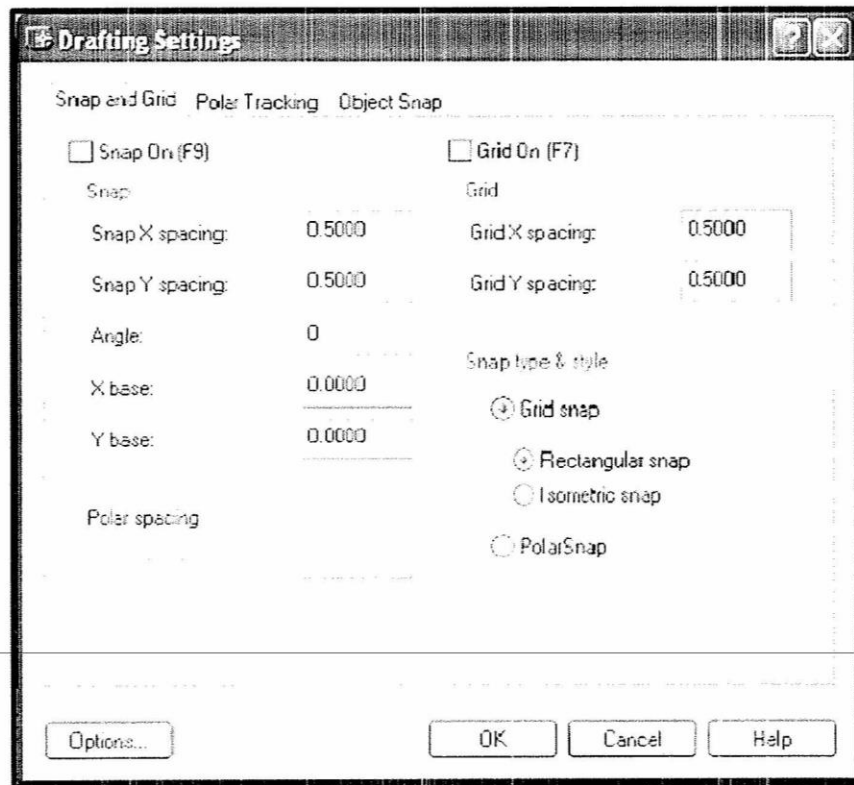 Drafting Settings
Snap and Grid Polar Tracking Object Snap
Snap On (F9)
Snap
Snap X spacing: 0.5000
Snap Y spacing: 0.5000
Angle: 0
X base: 0.0000
Y base: 0.0000
Polar spacing
Grid On (F7)
Grid
Grid X spacing: 0.5000
Grid Y spacing: 0.5000
Snap type & style
Grid snap
Rectangular snap
Isometric snap
PolarSnap
Options...
OK
Cancel
Help